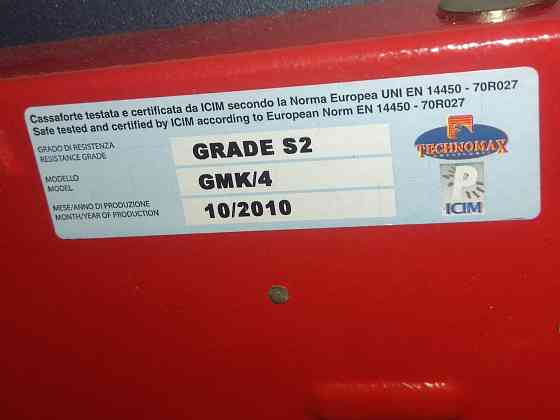 Cassaforte testata e certificata da ICIM secondo la Norma Europea UNI EN 14450 - 70R027
Safe tested and certified by ICIM according to European Norm EN 14450 - 70R027
GRADO DI RESISTENZA
RESISTANCE GRADE
GRADE S2
MODELLO
MODEL
GMK/4
MESE/ANNO DI PRODUZIONE
MONTH/YEAR OF PRODUCTION
10/2010
TECHNOMAX
ICIM